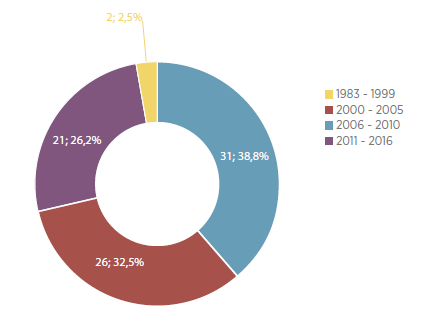 2; 2,5%
31; 38,8%
21; 26,2%
26; 32,5%
1983 - 1999
2000 - 2005
2006 - 2010
2011 - 2016